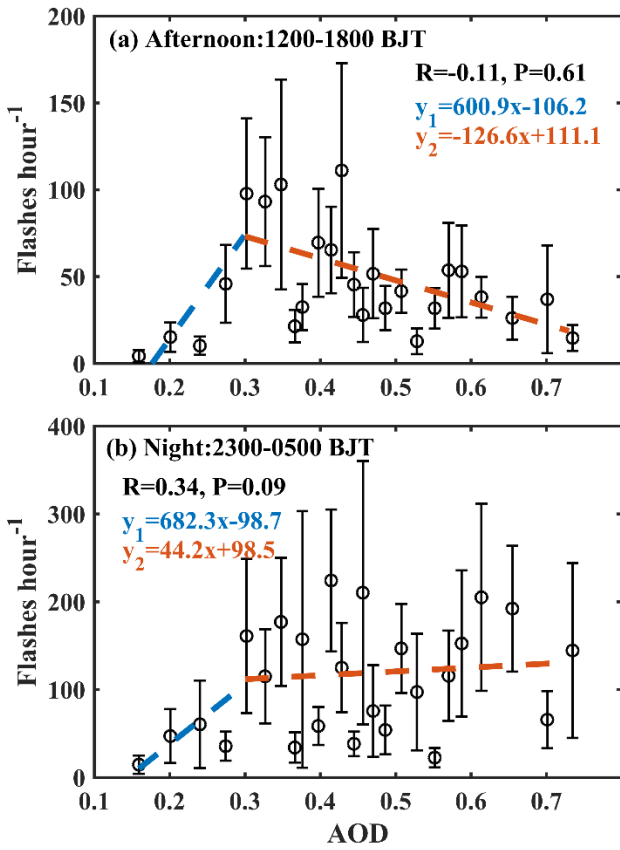 (a) Afternoon:1200-1800 BJT
R=-0.11, P=0.61
y₁=600.9x-106.2
y₂=-126.6x+111.1
Flashes hour⁻¹
200
150
100
50
0
0.1 0.2 0.3 0.4 0.5 0.6 0.7
(b) Night:2300-0500 BJT
R=0.34, P=0.09
y₁=682.3x-98.7
y₂=44.2x+98.5
Flashes hour⁻¹
400
300
200
100
0
0.1 0.2 0.3 0.4 0.5 0.6 0.7
AOD